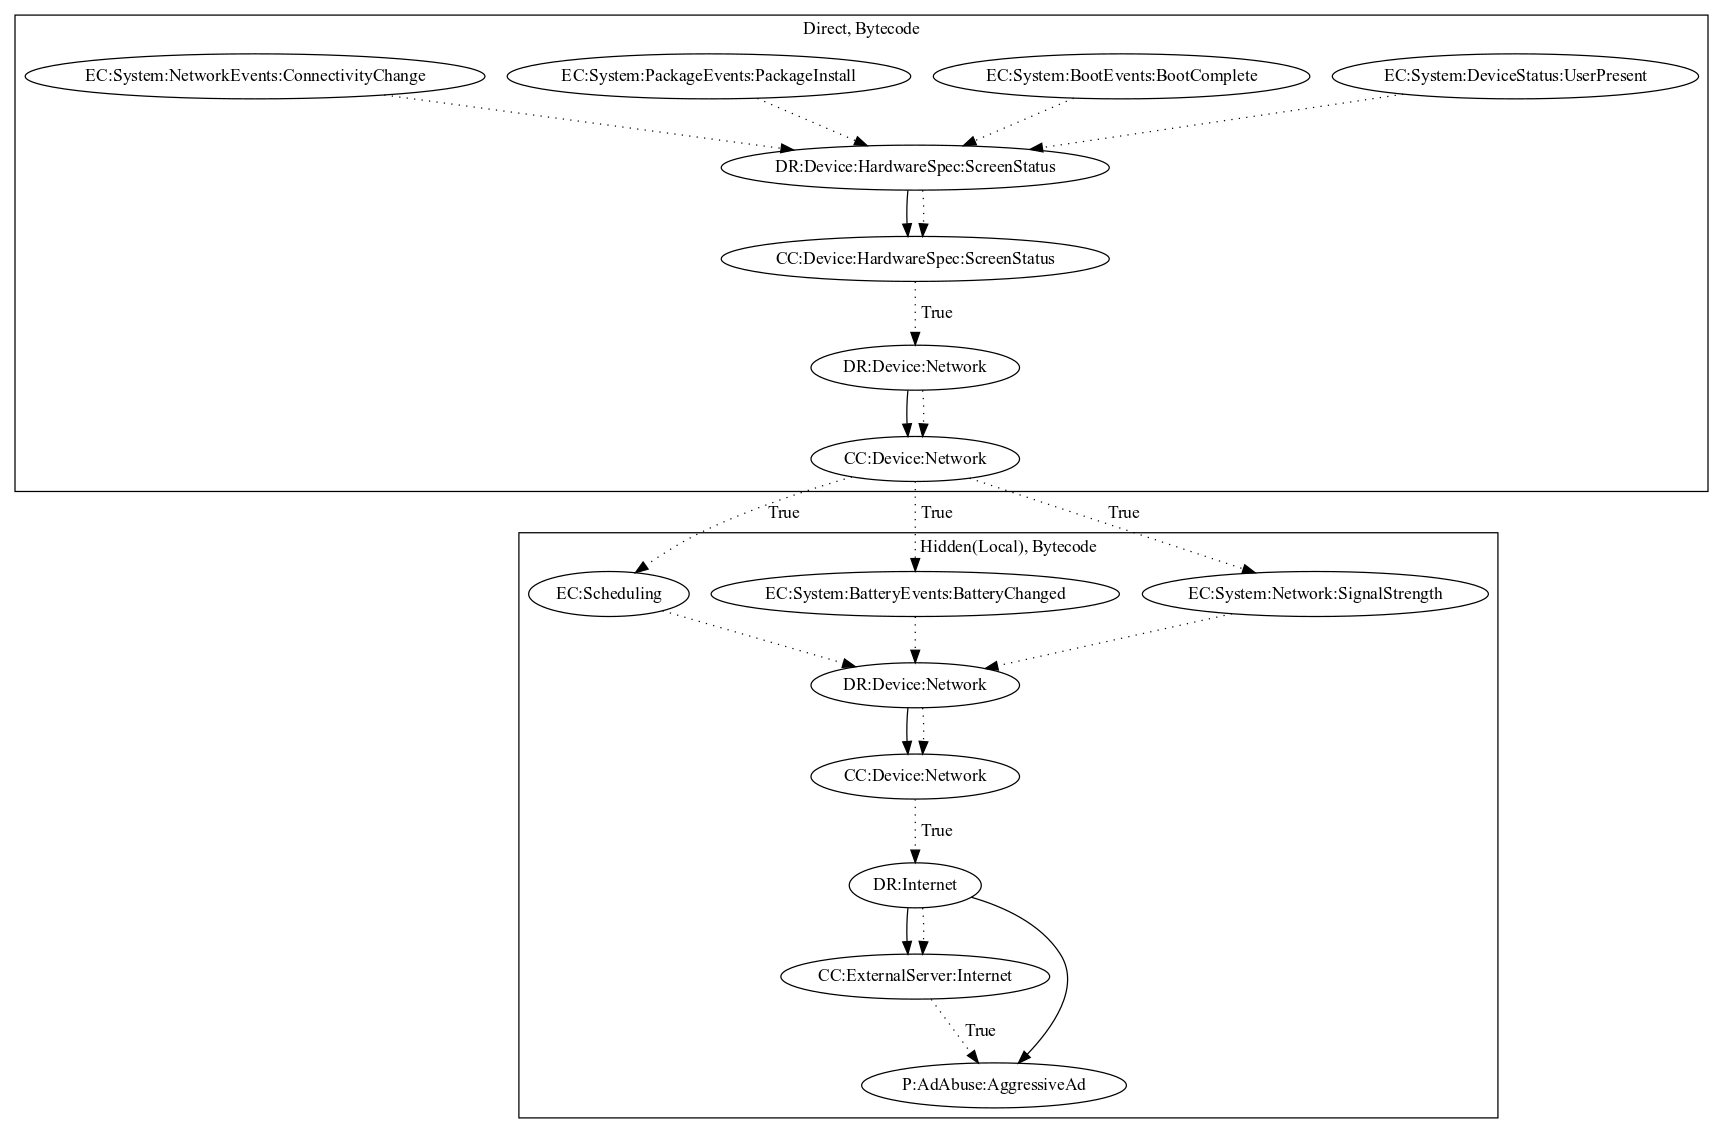 Direct, Bytecode
EC:System:NetworkEvents:ConnectivityChange
EC:System:PackageEvents:PackageInstall
EC:System:BootEvents:BootComplete
EC:System:DeviceStatus:UserPresent
DR:Device:HardwareSpec:ScreenStatus
CC:Device:HardwareSpec:ScreenStatus
True
DR:Device:Network
CC:Device:Network
True
True
True
Hidden(Local), Bytecode
EC:Scheduling
EC:System:BatteryEvents:BatteryChanged
EC:System:Network:SignalStrength
DR:Device:Network
CC:Device:Network
True
DR:Internet
CC:ExternalServer:Internet
True
P:AdAbuse:AggressiveAd